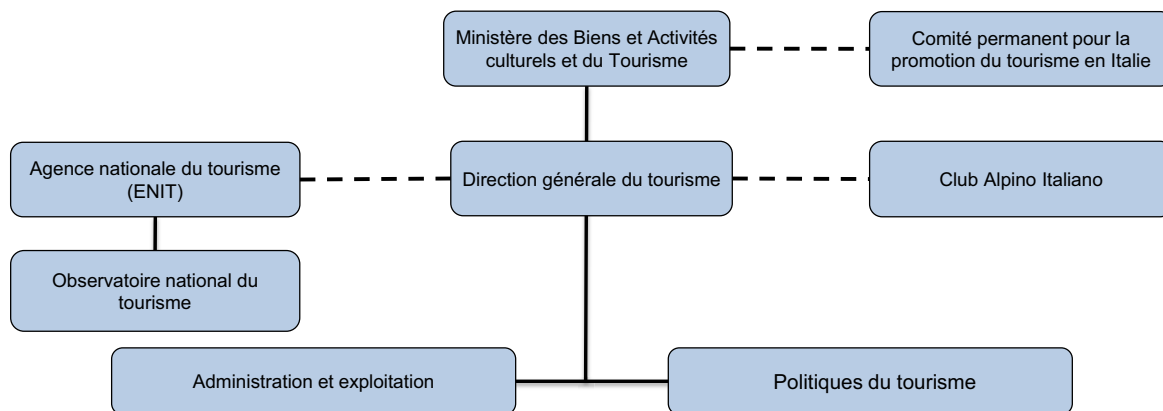 Ministère des Biens et Activités
culturels et du Tourisme
Comité permanent pour la
promotion du tourisme en Italie
Agence nationale du tourisme
(ENIT)
Direction générale du tourisme
Club Alpino Italiano
Observatoire national du
tourisme
Administration et exploitation
Politiques du tourisme